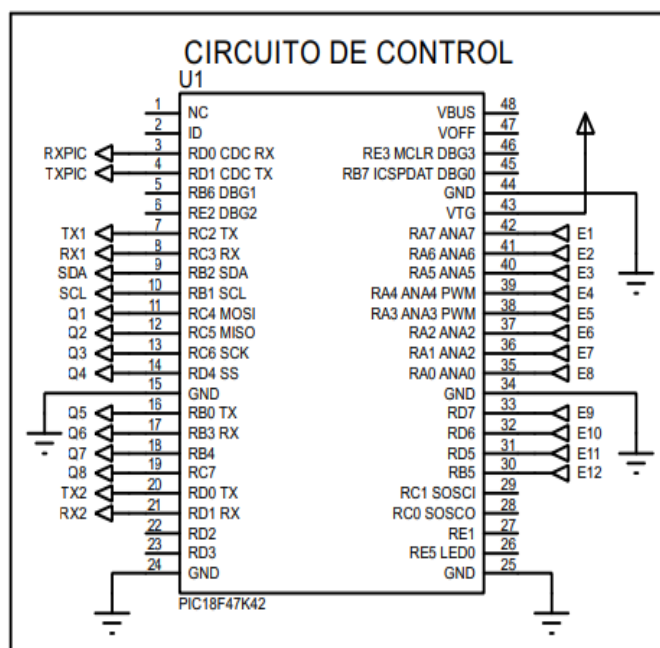 CIRCUITO DE CONTROL
U1
1 NC VBUS 48
2 ID VOFF 47
RXPIC 3 RD0 CDC RX RE3 MCLR DBG3 46
TXPIC 4 RD1 CDC TX RB7 ICSPDAT DBG0 45
5 RB6 DBG1 GND 44
6 RE2 DBG2 VTG 43
TX1 7 RC2 TX RA7 ANA7 42 E1
RX1 8 RC3 RX RA6 ANA6 41 E2
SDA 9 RB2 SDA RA5 ANA5 40 E3
SCL 10 RB1 SCL RA4 ANA4 PWM 39 E4
Q1 11 RC4 MOSI RA3 ANA3 PWM 38 E5
Q2 12 RC5 MISO RA2 ANA2 37 E6
Q3 13 RC6 SCK RA1 ANA2 36 E7
Q4 14 RD4 SS RA0 ANA0 35 E8
15 GND GND 34
Q5 16 RB0 TX RD7 33 E9
Q6 17 RB3 RX RD6 32 E10
Q7 18 RB4 RD5 31 E11
Q8 19 RC7 RB5 30 E12
TX2 20 RD0 TX RC1 SOSCI 29
RX2 21 RD1 RX RC0 SOSCO 28
22 RD2 RE1 27
23 RD3 RE5 LED0 26
24 GND GND 25
PIC18F47K42